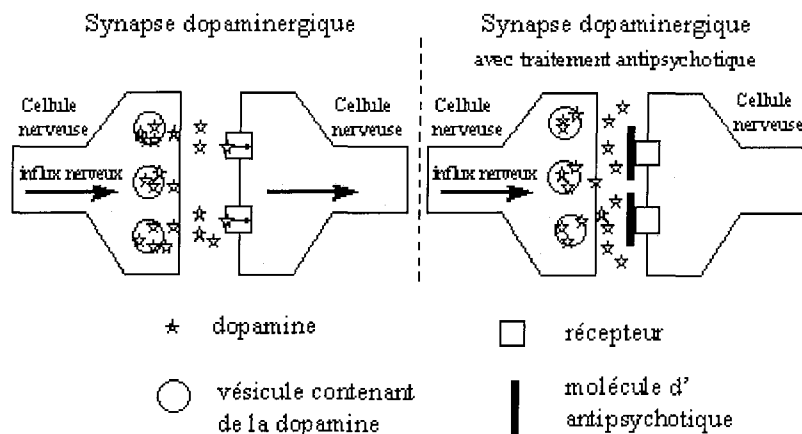 Synapse dopaminergique
Synapse dopaminergique
avec traitement antipsychotique
Cellule
nerveuse
Cellule
nerveuse
Cellule
nerveuse
Cellule
nerveuse
influx nerveux
influx nerveux
dopamine
récepteur
vésicule contenant
de la dopamine
molécule d'
antipsychotique